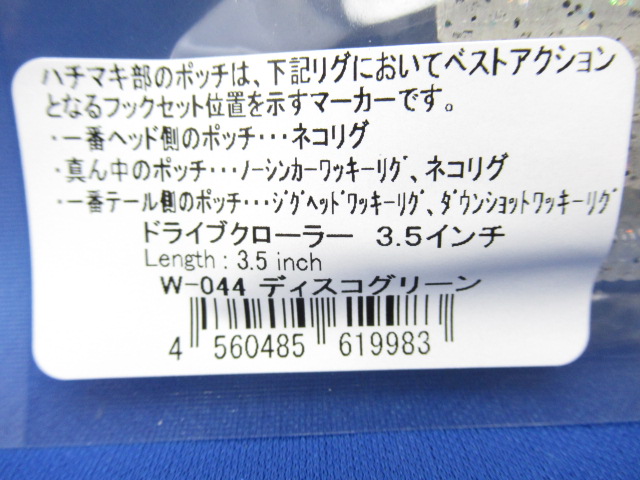 ハチマキ部のポッチは、下記リグにおいてベストアクション
となるフックセット位置を示すマーカーです。
・一番ヘッド側のポッチ･･･ネコリグ
・真ん中のポッチ･･･ﾉｰｼﾝｶｰﾜｯｷｰﾘｸﾞ、ネコリグ
・一番テール側のポッチ･･･ｼﾞｸﾞﾍｯﾄﾞﾜｯｷｰﾘｸﾞ、ﾀﾞｳﾝｼｮｯﾄﾜｯｷｰﾘｸﾞ
ドライブクローラー 3.5インチ
Length : 3.5 inch
W-044 ディスコグリーン
4 560485 619983